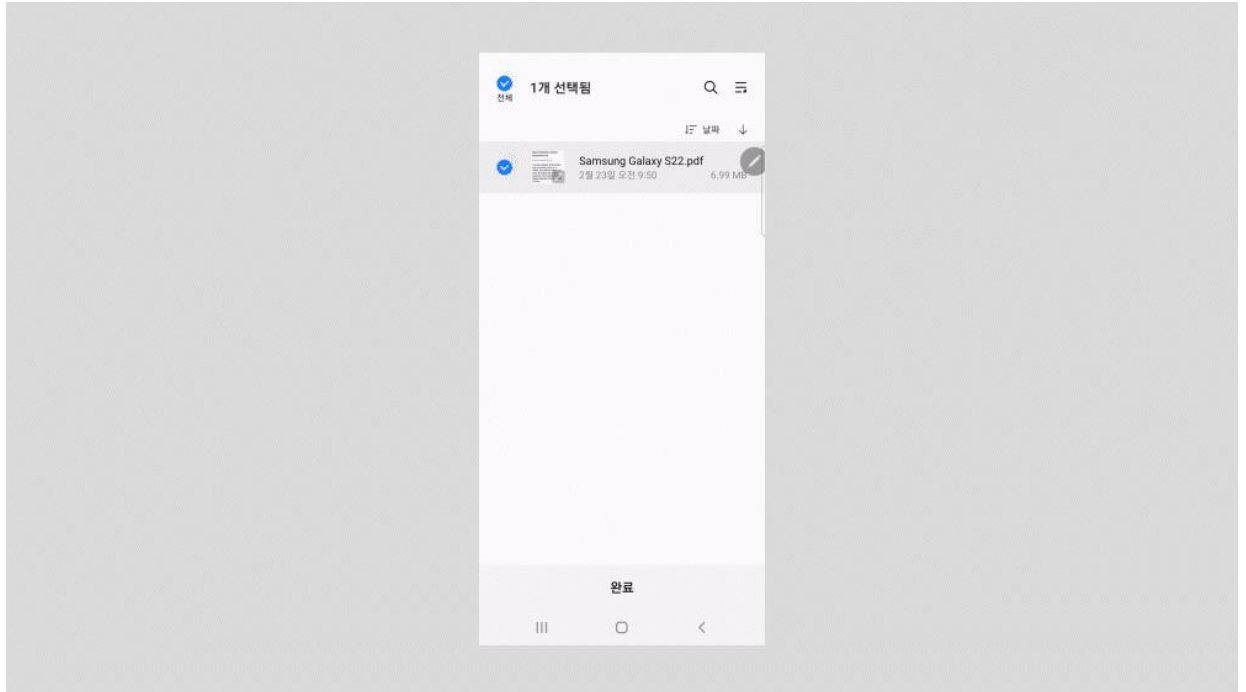 1개 선택됨
전체
날짜
Samsung Galaxy S22.pdf
2월 23일 오전 9:50 6.99 MB
완료